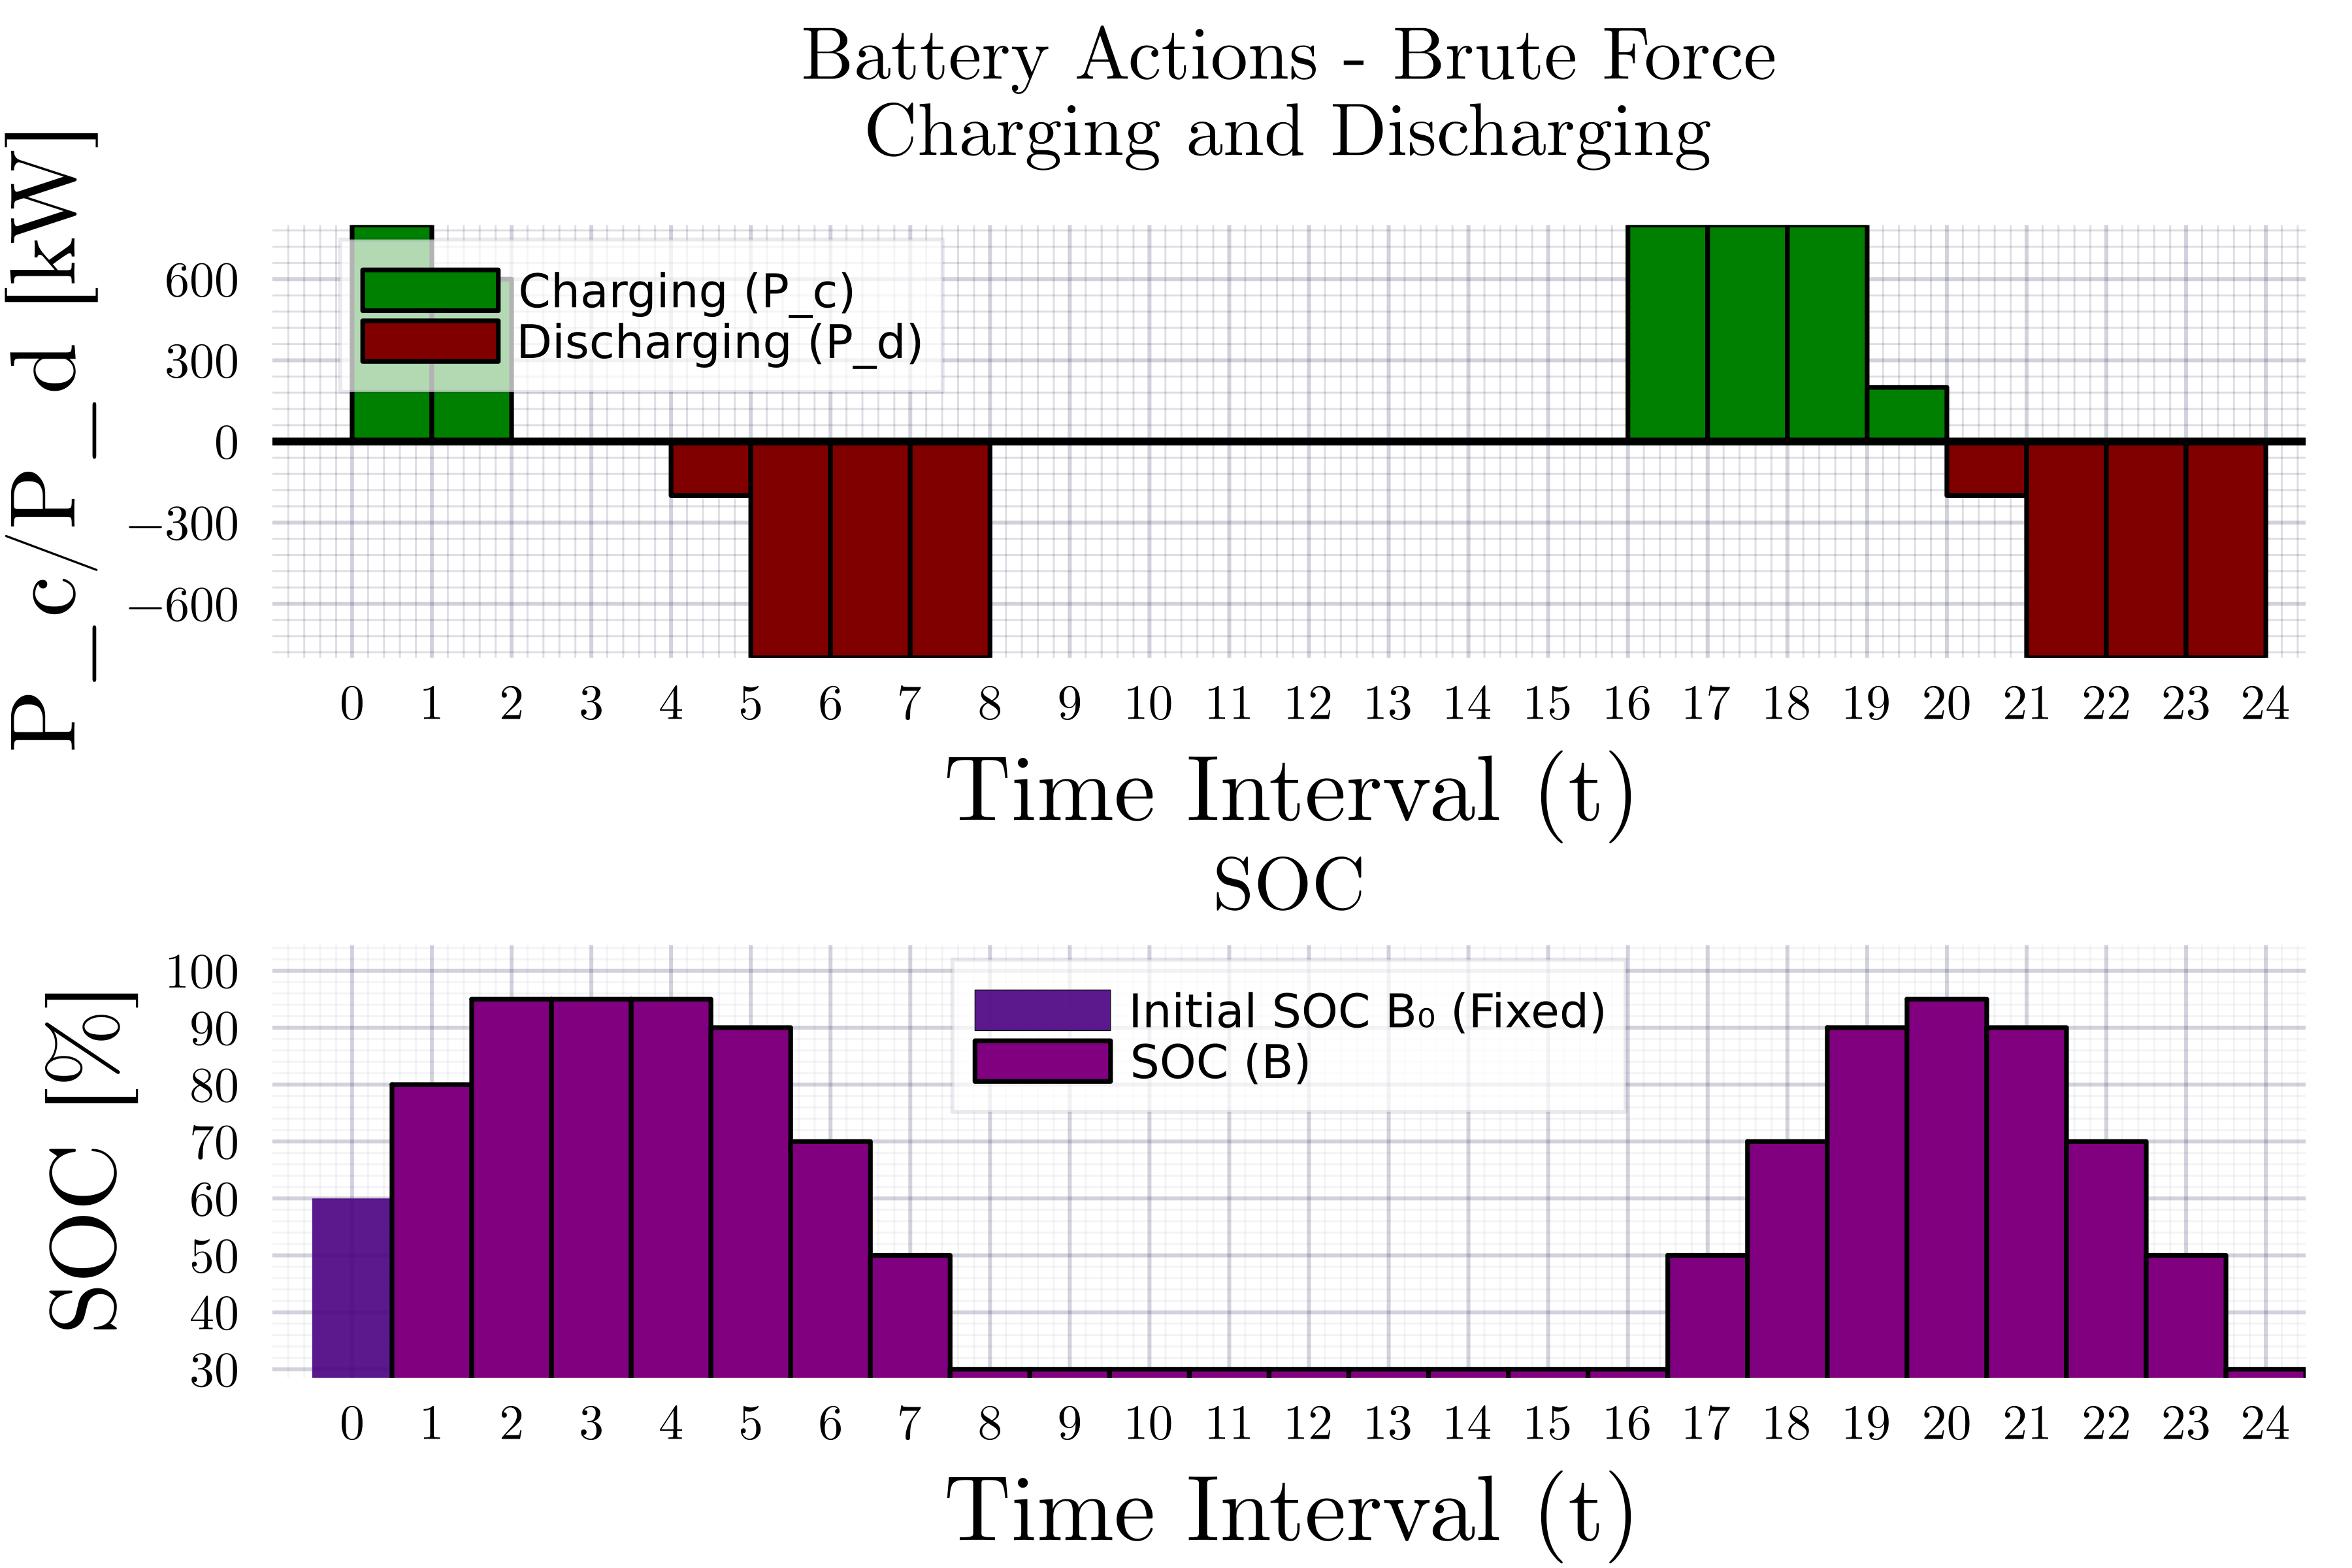 Battery Actions - Brute Force
Charging and Discharging
P_c/P_d [kW]
600
300
0
−300
−600
Charging (P_c)
Discharging (P_d)
0 1 2 3 4 5 6 7 8 9 10 11 12 13 14 15 16 17 18 19 20 21 22 23 24
Time Interval (t)
SOC
SOC [%]
100
90
80
70
60
50
40
30
Initial SOC B₀ (Fixed)
SOC (B)
0 1 2 3 4 5 6 7 8 9 10 11 12 13 14 15 16 17 18 19 20 21 22 23 24
Time Interval (t)